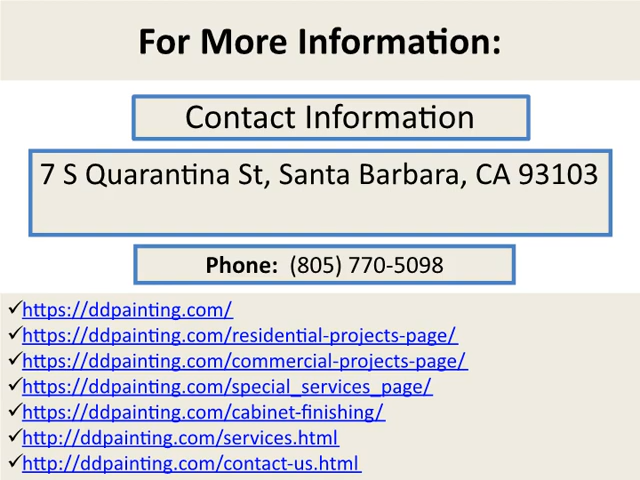 For More Information:
Contact Information
7 S Quarantina St, Santa Barbara, CA 93103
Phone: (805) 770-5098
✓https://ddpainting.com/
✓https://ddpainting.com/residential-projects-page/
✓https://ddpainting.com/commercial-projects-page/
✓https://ddpainting.com/special_services_page/
✓https://ddpainting.com/cabinet-finishing/
✓http://ddpainting.com/services.html
✓http://ddpainting.com/contact-us.html